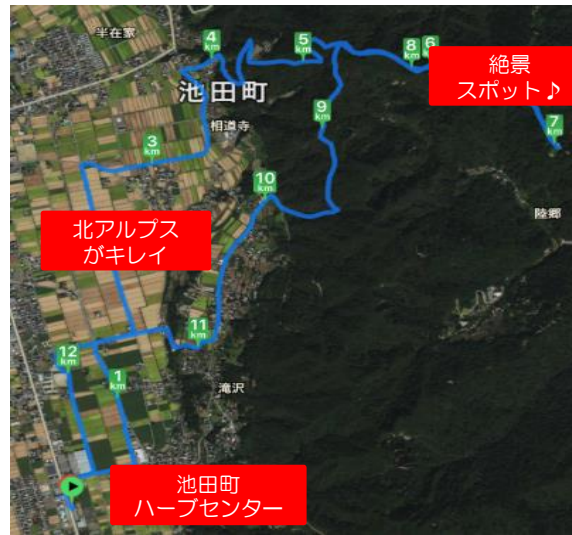 半在家
4
km
5
km
8
km
6
絶景
スポット♪
池田町
3
km
相道寺
9
km
7
km
10
km
陸郷
北アルプス
がキレイ
11
km
12
km
1
km
滝沢
池田町
ハーブセンター